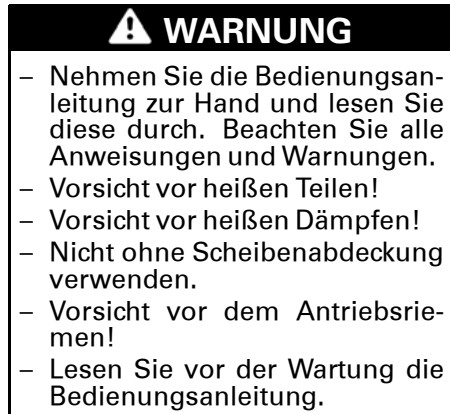 WARNUNG
– Nehmen Sie die Bedienungsan-
leitung zur Hand und lesen Sie
diese durch. Beachten Sie alle
Anweisungen und Warnungen.
– Vorsicht vor heißen Teilen!
– Vorsicht vor heißen Dämpfen!
– Nicht ohne Scheibenabdeckung
verwenden.
– Vorsicht vor dem Antriebsrie-
men!
– Lesen Sie vor der Wartung die
Bedienungsanleitung.